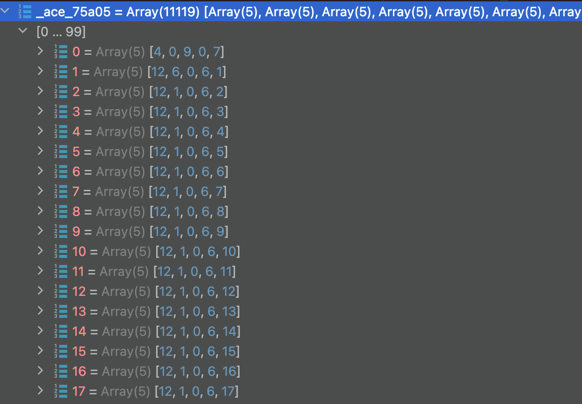 _ace_75a05 = Array(11119) [Array(5), Array(5), Array(5), Array(5), Array(5), Array(5), Array
[0 ... 99]
0 = Array(5) [4, 0, 9, 0, 7]
1 = Array(5) [12, 6, 0, 6, 1]
2 = Array(5) [12, 1, 0, 6, 2]
3 = Array(5) [12, 1, 0, 6, 3]
4 = Array(5) [12, 1, 0, 6, 4]
5 = Array(5) [12, 1, 0, 6, 5]
6 = Array(5) [12, 1, 0, 6, 6]
7 = Array(5) [12, 1, 0, 6, 7]
8 = Array(5) [12, 1, 0, 6, 8]
9 = Array(5) [12, 1, 0, 6, 9]
10 = Array(5) [12, 1, 0, 6, 10]
11 = Array(5) [12, 1, 0, 6, 11]
12 = Array(5) [12, 1, 0, 6, 12]
13 = Array(5) [12, 1, 0, 6, 13]
14 = Array(5) [12, 1, 0, 6, 14]
15 = Array(5) [12, 1, 0, 6, 15]
16 = Array(5) [12, 1, 0, 6, 16]
17 = Array(5) [12, 1, 0, 6, 17]